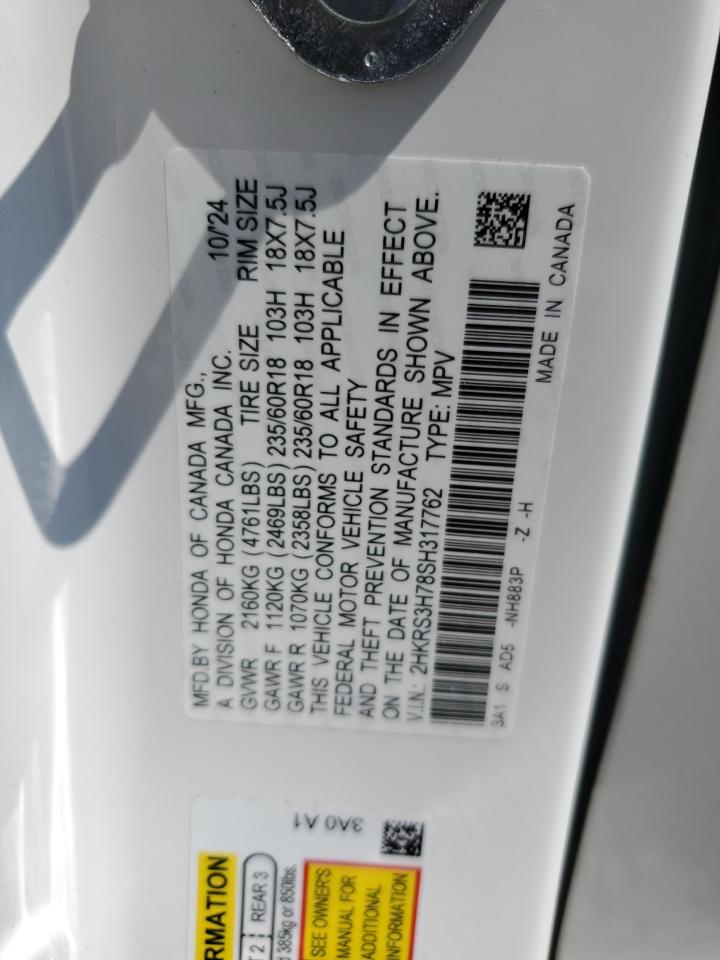 MFD.BY HONDA OF CANADA MFG.,
A DIVISION OF HONDA CANADA INC. 10/'24
GVWR 2160KG (4761LBS) TIRE SIZE RIM SIZE
GAWR F 1120KG (2469LBS) 235/60R18 103H 18X7.5J
GAWR R 1070KG (2358LBS) 235/60R18 103H 18X7.5J
THIS VEHICLE CONFORMS TO ALL APPLICABLE
FEDERAL MOTOR VEHICLE SAFETY
AND THEFT PREVENTION STANDARDS IN EFFECT
ON THE DATE OF MANUFACTURE SHOWN ABOVE.
V.I.N.: 2HKRS3H78SH317762 TYPE: MPV
3A1 S AD5 -NH883P -Z -H
MADE IN CANADA
3A0 A1
RMATION
T 2 REAR 3
d 385kg or 850lbs.
SEE OWNER'S
MANUAL FOR
ADDITIONAL
INFORMATION